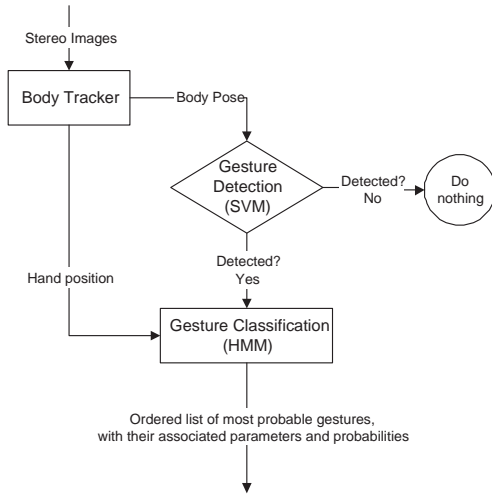 Stereo Images
Body Tracker
Body Pose
Gesture
Detection
(SVM)
Detected?
No
Do
nothing
Detected?
Yes
Hand position
Gesture Classification
(HMM)
Ordered list of most probable gestures,
with their associated parameters and probabilities